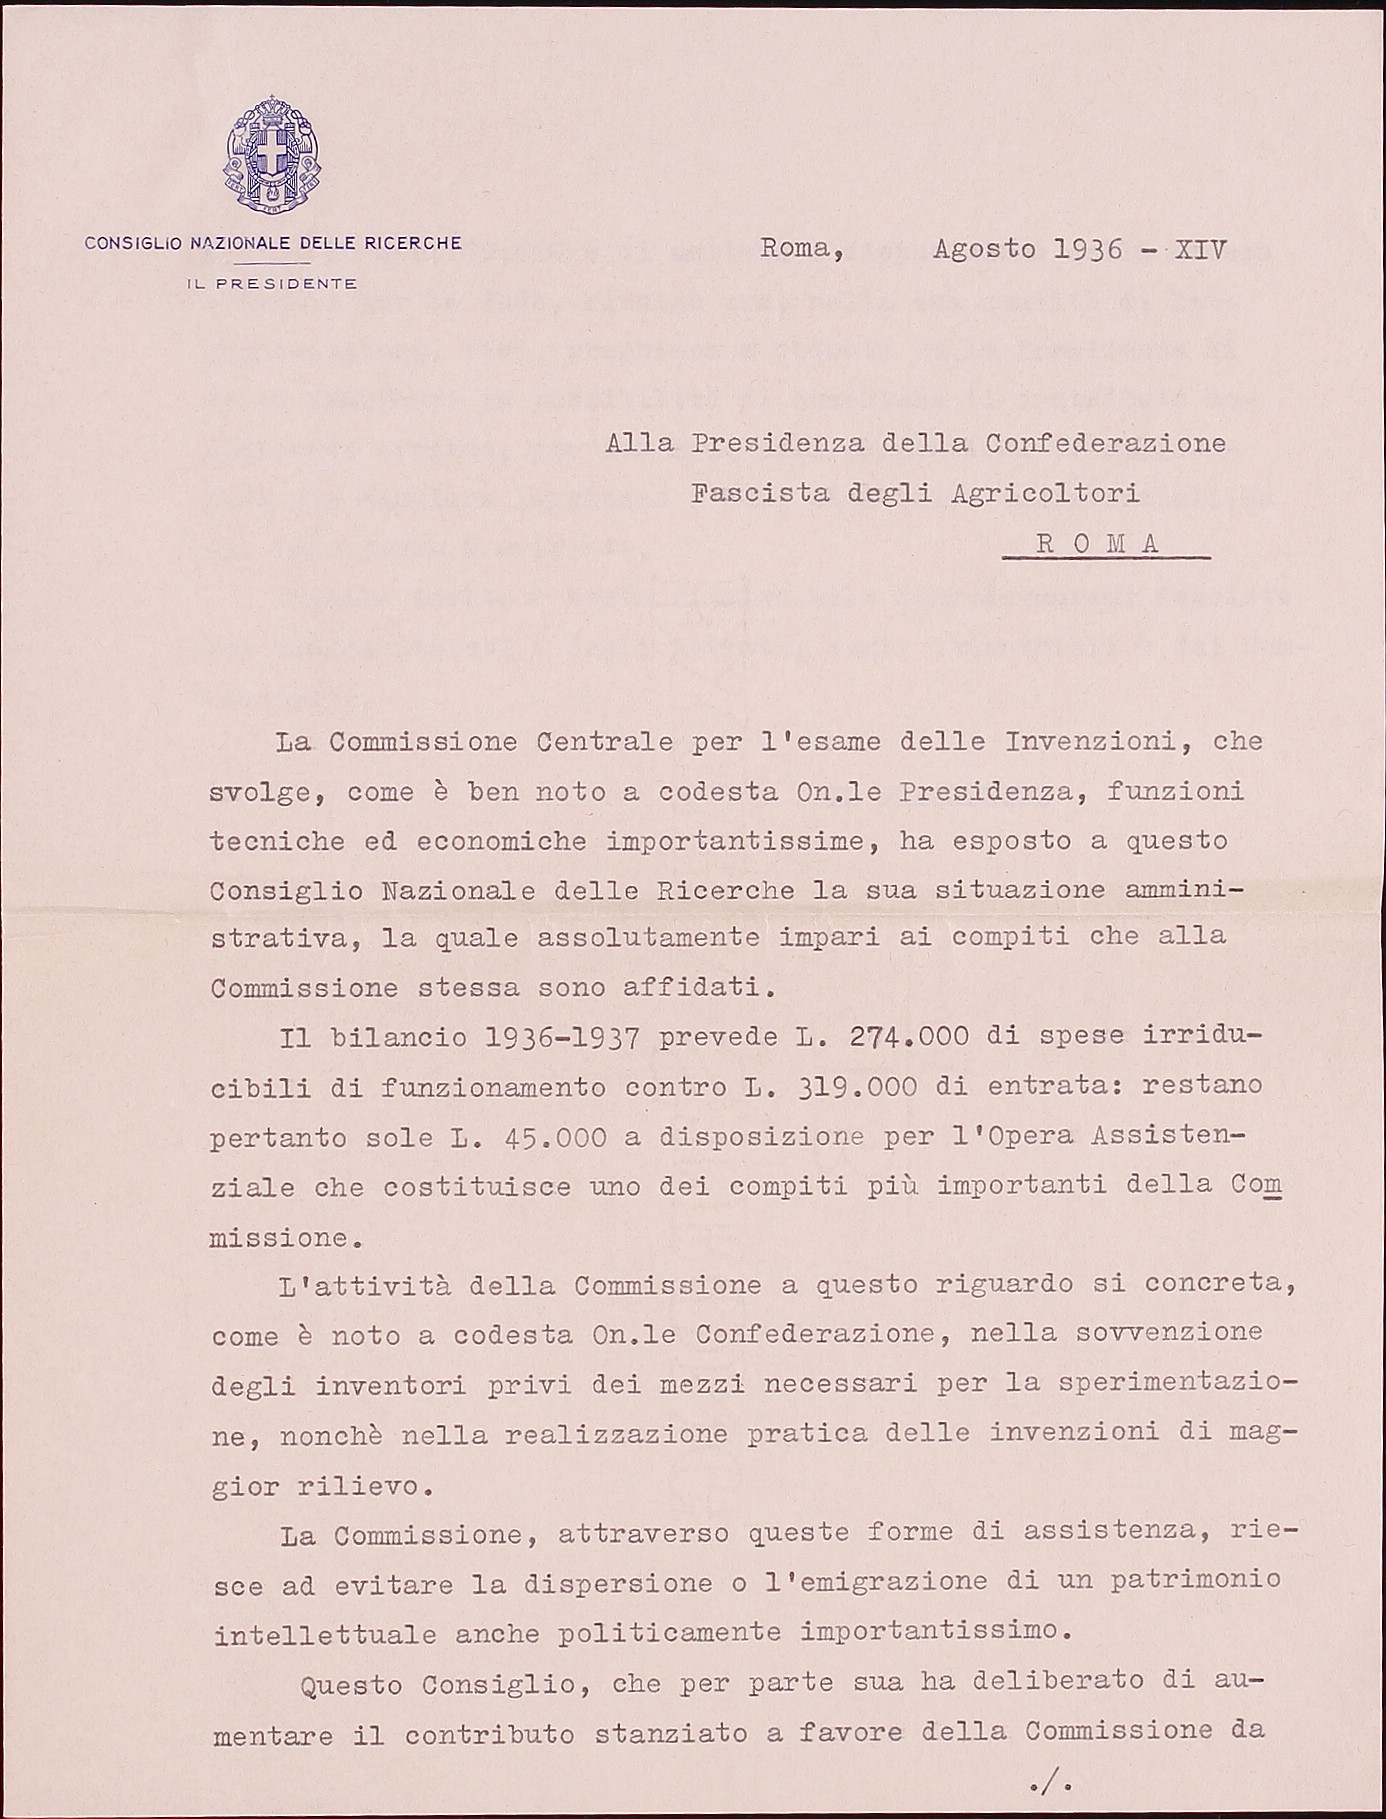 CONSIGLIO NAZIONALE DELLE RICERCHE
IL PRESIDENTE
Roma, Agosto 1936 - XIV
Alla Presidenza della Confederazione
Fascista degli Agricoltori
R O M A
La Commissione Centrale per l'esame delle Invenzioni, che
svolge, come è ben noto a codesta On.le Presidenza, funzioni
tecniche ed economiche importantissime, ha esposto a questo
Consiglio Nazionale delle Ricerche la sua situazione ammini-
strativa, la quale assolutamente impari ai compiti che alla
Commissione stessa sono affidati.
Il bilancio 1936-1937 prevede L. 274.000 di spese irridu-
cibili di funzionamento contro L. 319.000 di entrata: restano
pertanto sole L. 45.000 a disposizione per l'Opera Assisten-
ziale che costituisce uno dei compiti più importanti della Com
missione.
L'attività della Commissione a questo riguardo si concreta,
come è noto a codesta On.le Confederazione, nella sovvenzione
degli inventori privi dei mezzi necessari per la sperimentazio-
ne, nonchè nella realizzazione pratica delle invenzioni di mag-
gior rilievo.
La Commissione, attraverso queste forme di assistenza, rie-
sce ad evitare la dispersione o l'emigrazione di un patrimonio
intellettuale anche politicamente importantissimo.
Questo Consiglio, che per parte sua ha deliberato di au-
mentare il contributo stanziato a favore della Commissione da
./.